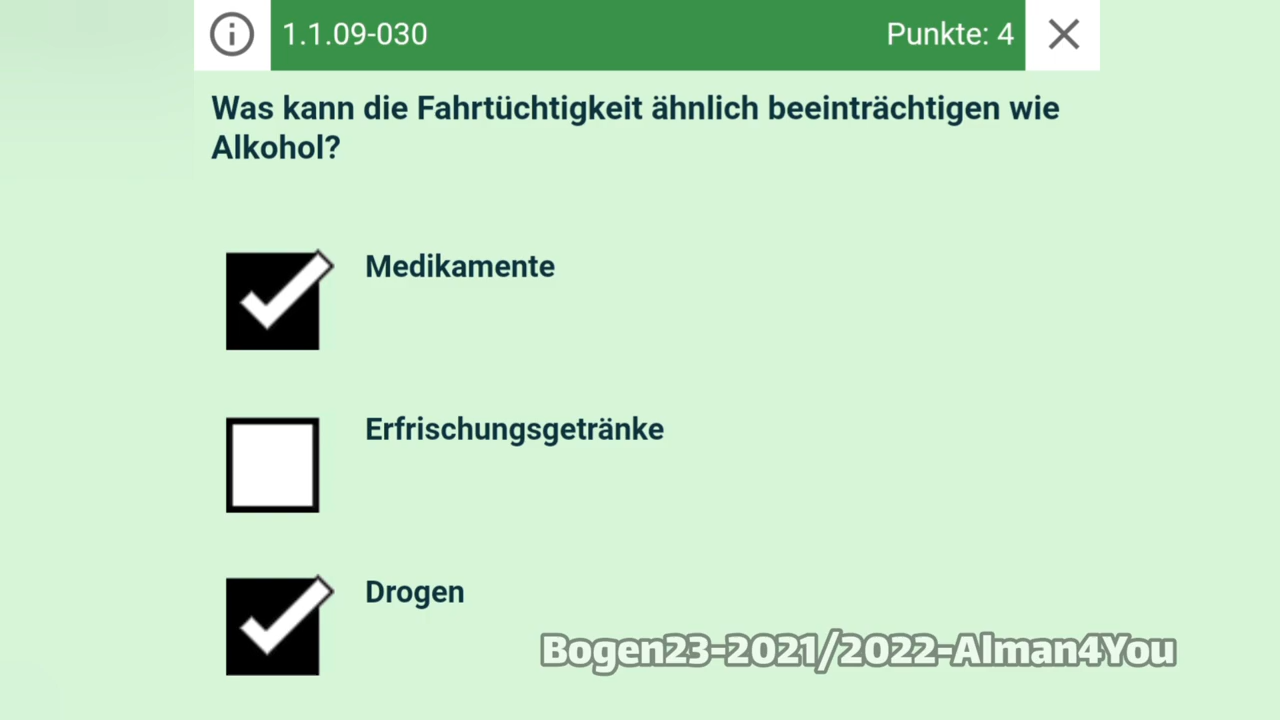 1.1.09-030
Punkte: 4
Was kann die Fahrtüchtigkeit ähnlich beeinträchtigen wie
Alkohol?
Medikamente
Erfrischungsgetränke
Drogen
Bogen23-2021/2022-Alman4You